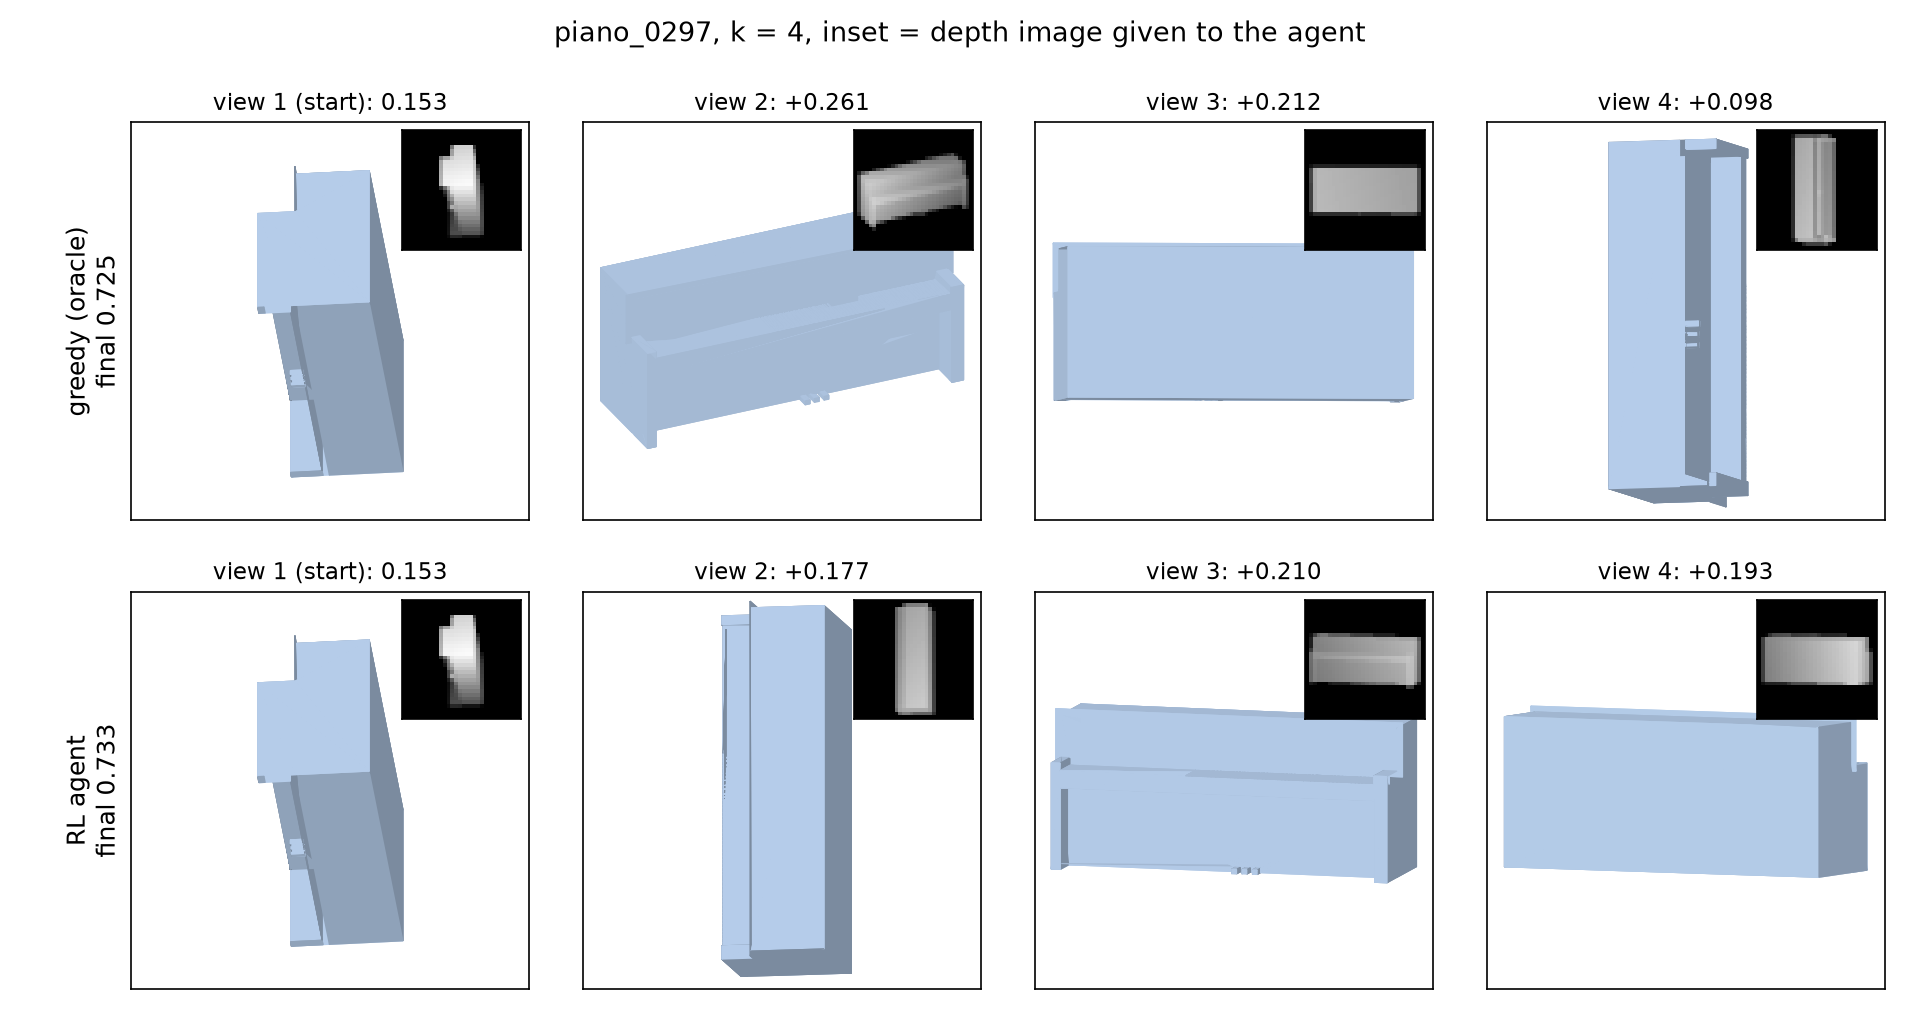 piano_0297, k = 4, inset = depth image given to the agent
greedy (oracle)
final 0.725
view 1 (start): 0.153
view 2: +0.261
view 3: +0.212
view 4: +0.098
RL agent
final 0.733
view 1 (start): 0.153
view 2: +0.177
view 3: +0.210
view 4: +0.193